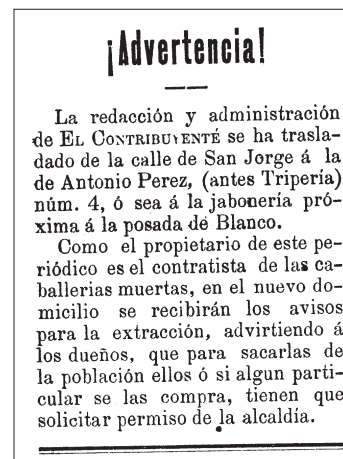 ¡Advertencia!
La redacción y administración
de EL CONTRIBUYENTÉ se ha trasla-
dado de la calle de San Jorge á la
de Antonio Perez, (antes Tripería)
núm. 4, ó sea á la jabonería pró-
xima á la posada de Blanco.
Como el propietario de este pe-
riódico es el contratista de las ca-
ballerias muertas, en el nuevo do-
micilio se recibirán los avisos
para la extracción, advirtiendo á
los dueños, que para sacarlas de
la población ellos ó si algun parti-
cular se las compra, tienen que
solicitar permiso de la alcaldía.